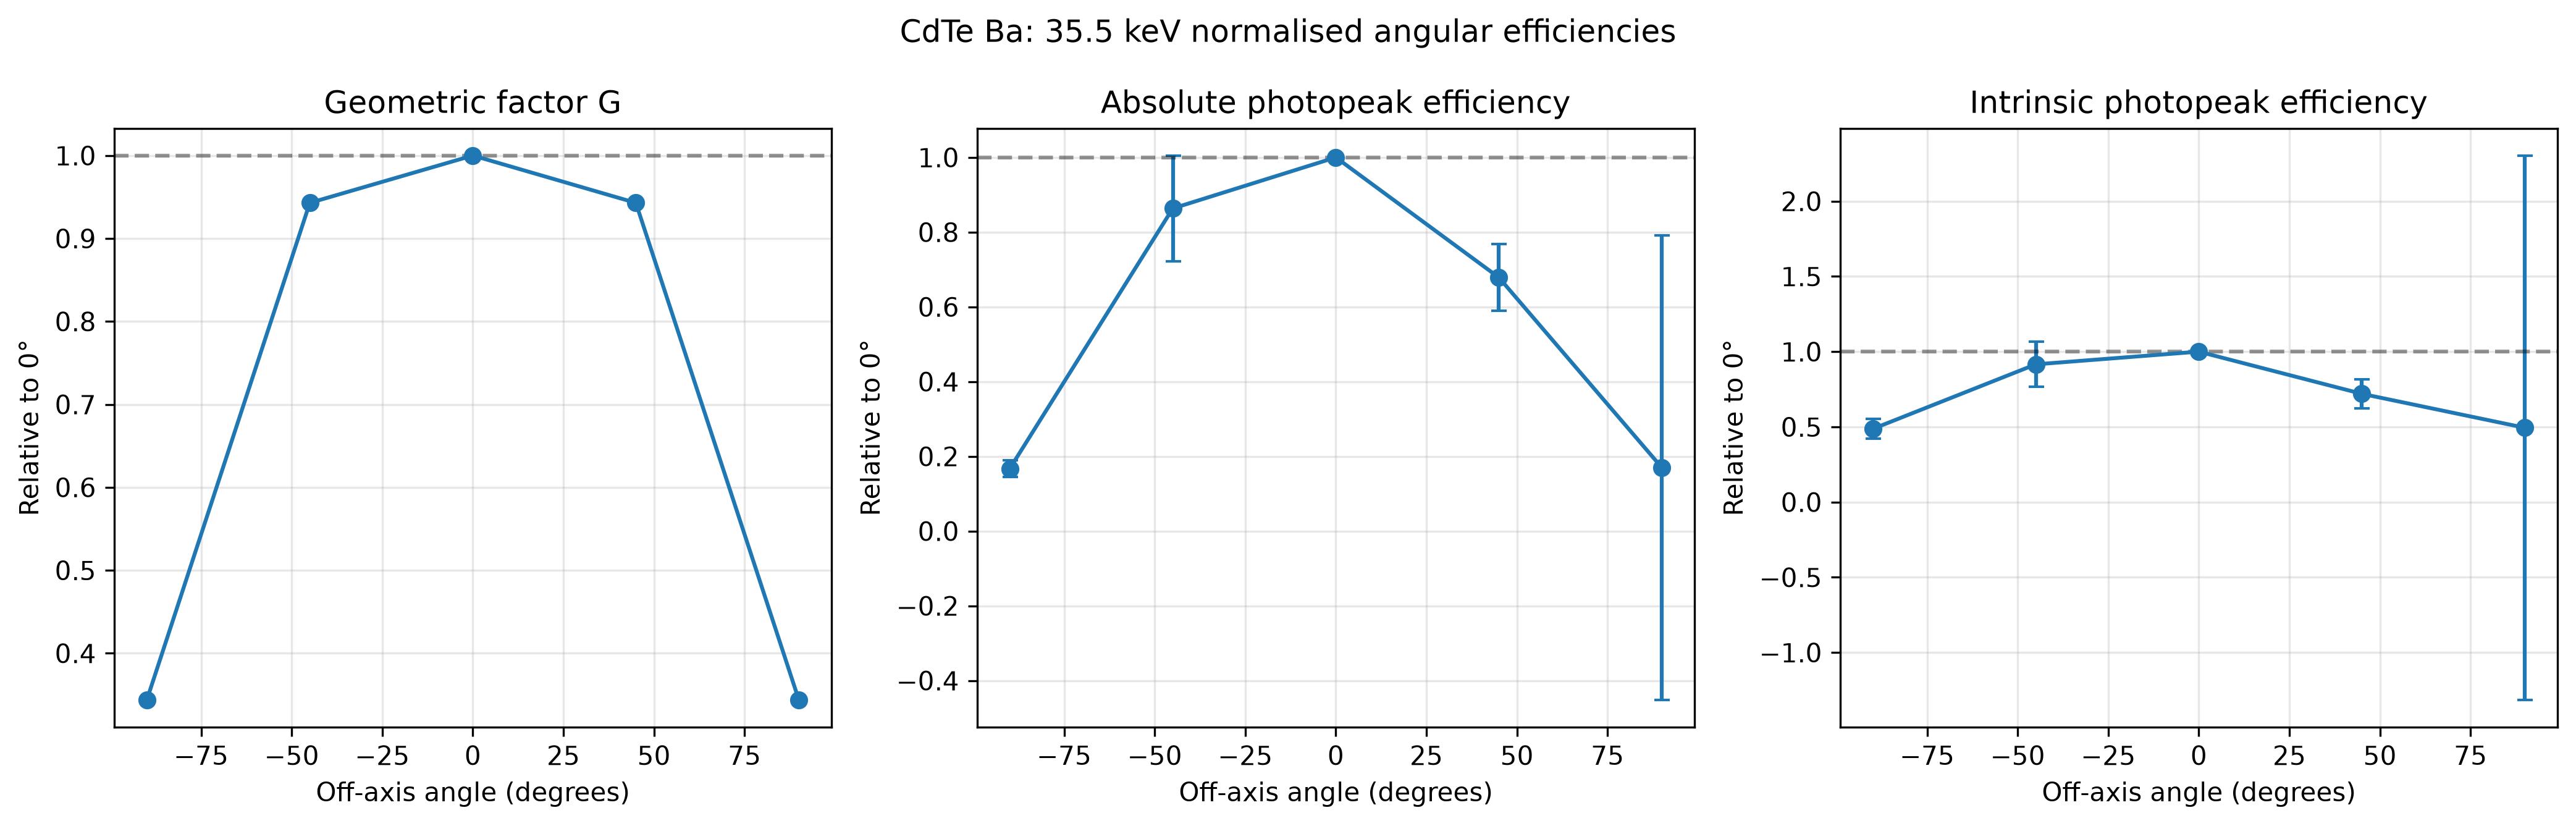 CdTe Ba: 35.5 keV normalised angular efficiencies
Geometric factor G
Relative to 0°
1.0
0.9
0.8
0.7
0.6
0.5
0.4
−75 −50 −25 0 25 50 75
Off-axis angle (degrees)
Absolute photopeak efficiency
Relative to 0°
1.0
0.8
0.6
0.4
0.2
0.0
−0.2
−0.4
−75 −50 −25 0 25 50 75
Off-axis angle (degrees)
Intrinsic photopeak efficiency
Relative to 0°
2.0
1.5
1.0
0.5
0.0
−0.5
−1.0
−75 −50 −25 0 25 50 75
Off-axis angle (degrees)